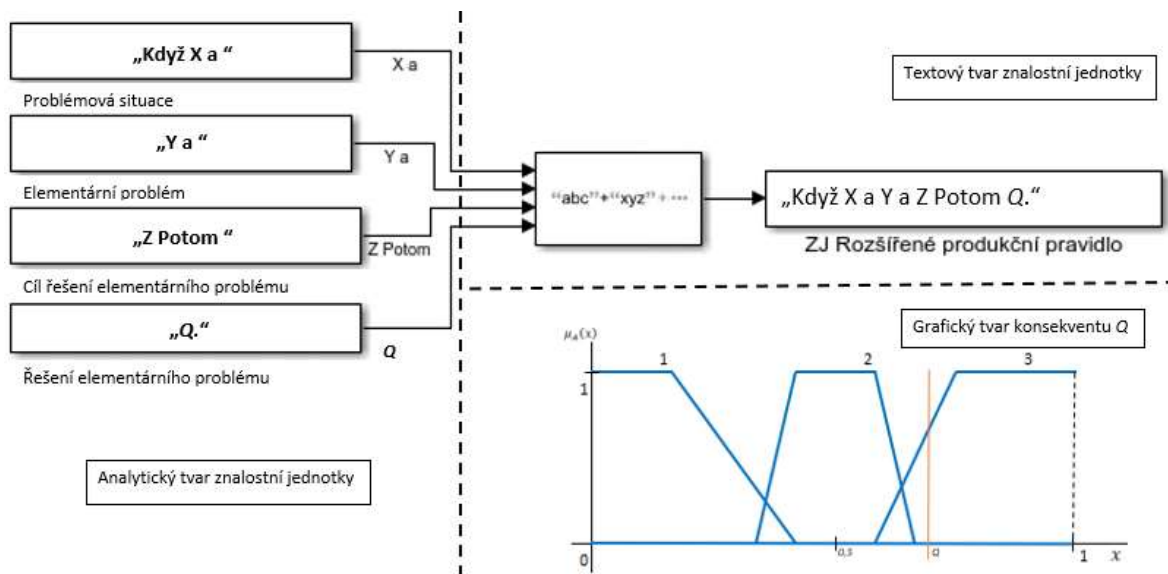 „Když X a “
X a
Problémová situace
„Y a “
Y a
Elementární problém
„Z Potom “
Z Potom
Cíl řešení elementárního problému
„Q.“
Q
Řešení elementárního problému
Analytický tvar znalostní jednotky
“abc”+“xyz” + ...
Textový tvar znalostní jednotky
„Když X a Y a Z Potom Q.“
ZJ Rozšířené produkční pravidlo
Grafický tvar konsekventu Q
μA(x)
1 2 3
1
0 0,5 Q 1 x